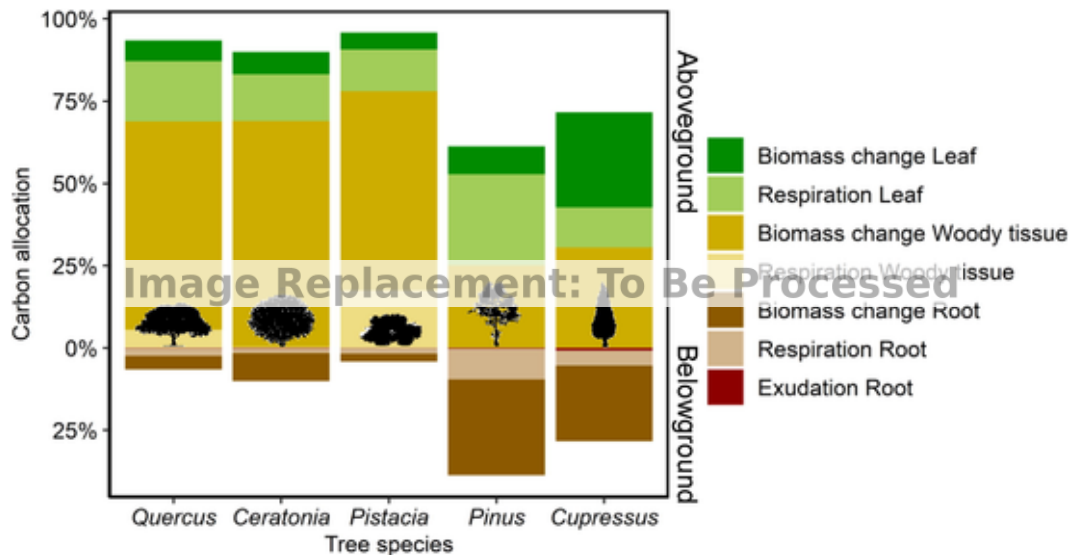 100%
75%
50%
25%
0%
25%
Carbon allocation
Aboveground
Belowground
Biomass change Leaf
Respiration Leaf
Biomass change Woody tissue
Respiration Woody tissue
Biomass change Root
Respiration Root
Exudation Root
Image Replacement: To Be Processed
Quercus Ceratonia Pistacia Pinus Cupressus
Tree species